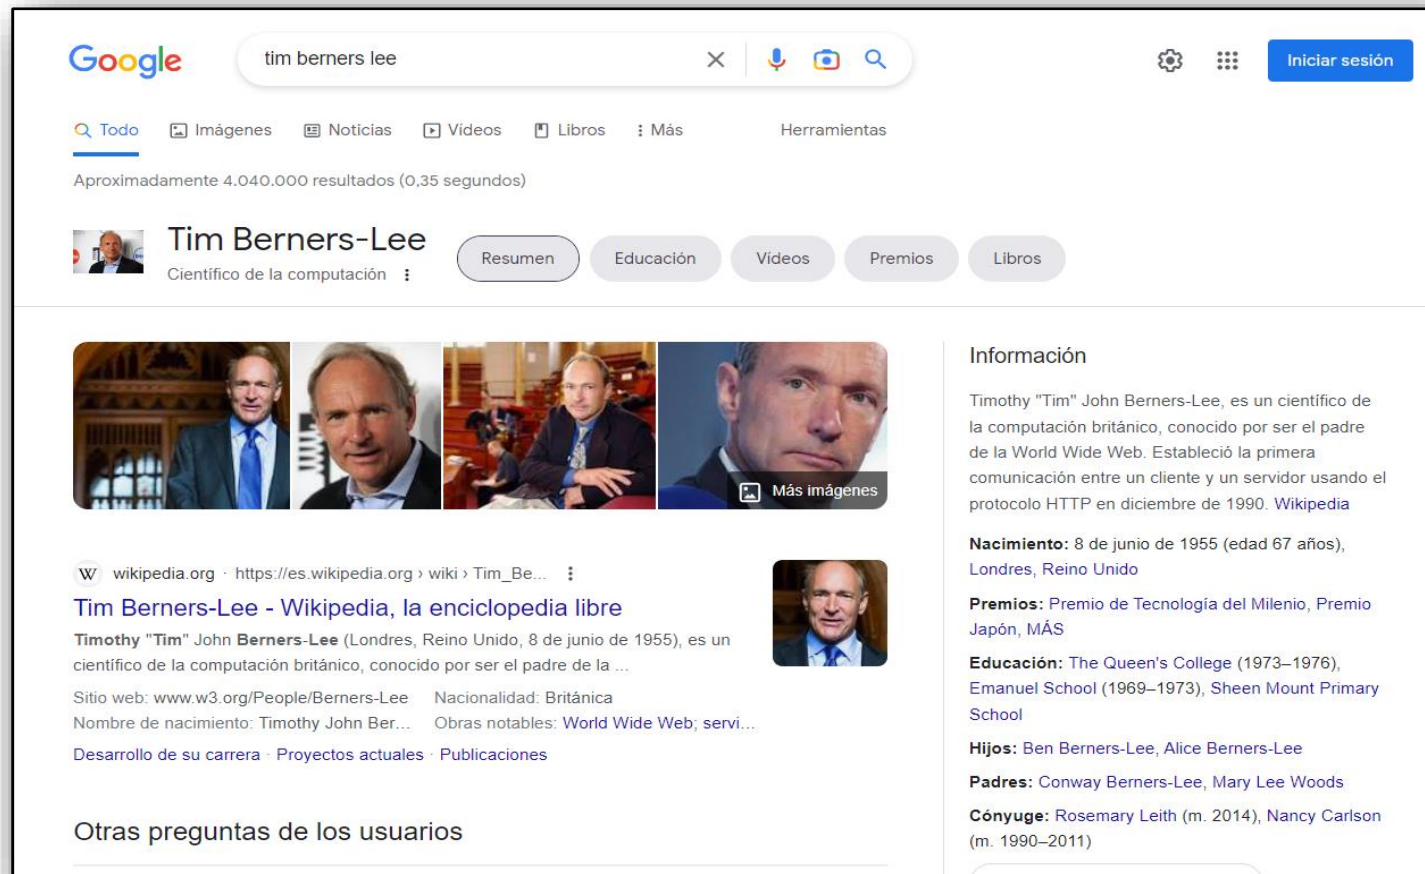 Google
tim berners lee
Iniciar sesión
Todo
Imágenes
Noticias
Vídeos
Libros
Más
Herramientas
Aproximadamente 4.040.000 resultados (0,35 segundos)
Tim Berners-Lee
Científico de la computación
Resumen
Educación
Vídeos
Premios
Libros
Más imágenes
W wikipedia.org · https://es.wikipedia.org › wiki › Tim_Be...
Tim Berners-Lee - Wikipedia, la enciclopedia libre
Timothy "Tim" John Berners-Lee (Londres, Reino Unido, 8 de junio de 1955), es un
científico de la computación británico, conocido por ser el padre de la ...
Sitio web: www.w3.org/People/Berners-Lee Nacionalidad: Británica
Nombre de nacimiento: Timothy John Ber... Obras notables: World Wide Web; servi...
Desarrollo de su carrera · Proyectos actuales · Publicaciones
Otras preguntas de los usuarios
Información
Timothy "Tim" John Berners-Lee, es un científico de
la computación británico, conocido por ser el padre
de la World Wide Web. Estableció la primera
comunicación entre un cliente y un servidor usando el
protocolo HTTP en diciembre de 1990. Wikipedia
Nacimiento: 8 de junio de 1955 (edad 67 años),
Londres, Reino Unido
Premios: Premio de Tecnología del Milenio, Premio
Japón, MÁS
Educación: The Queen's College (1973–1976),
Emanuel School (1969–1973), Sheen Mount Primary
School
Hijos: Ben Berners-Lee, Alice Berners-Lee
Padres: Conway Berners-Lee, Mary Lee Woods
Cónyuge: Rosemary Leith (m. 2014), Nancy Carlson
(m. 1990–2011)